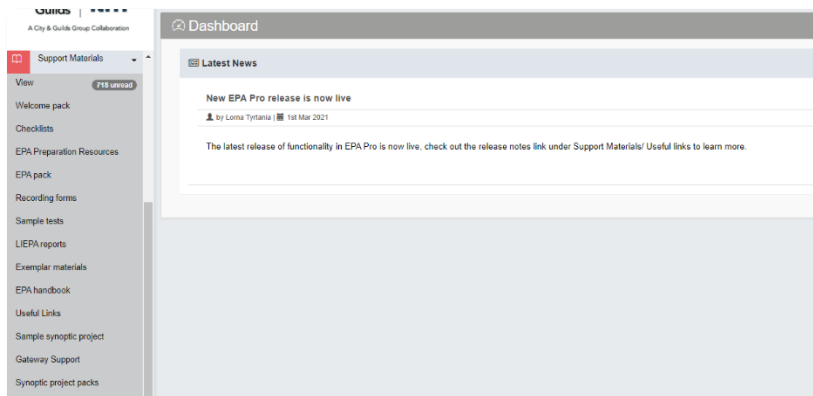 Guilds
A City & Guilds Group Collaboration
Support Materials
View
718 unread
Welcome pack
Checklists
EPA Preparation Resources
EPA pack
Recording forms
Sample tests
LIEPA reports
Exemplar materials
EPA handbook
Useful Links
Sample synoptic project
Gateway Support
Synoptic project packs
Dashboard
Latest News
New EPA Pro release is now live
by Lorna Tyrtania | 1st Mar 2021
The latest release of functionality in EPA Pro is now live, check out the release notes link under Support Materials/ Useful links to learn more.